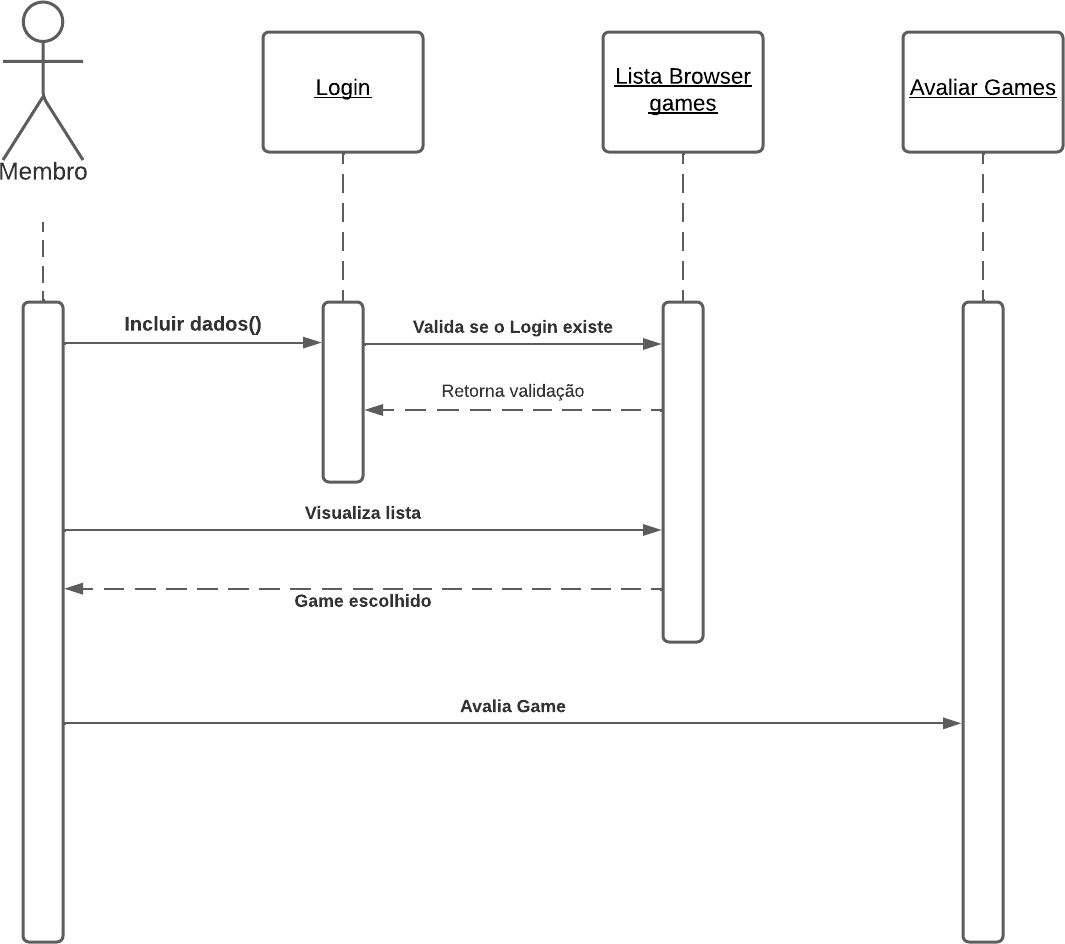 Login
Lista Browser
games
Avaliar Games
Membro
Incluir dados()
Valida se o Login existe
Retorna validação
Visualiza lista
Game escolhido
Avalia Game